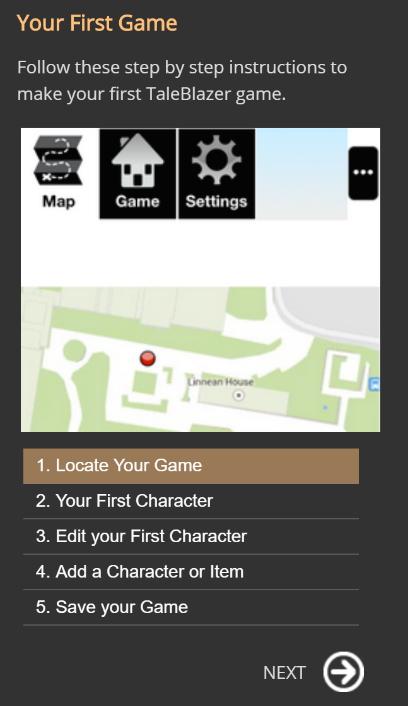 Your First Game
Follow these step by step instructions to
make your first TaleBlazer game.
Map
Game
Settings
Linnean House
1. Locate Your Game
2. Your First Character
3. Edit your First Character
4. Add a Character or Item
5. Save your Game
NEXT